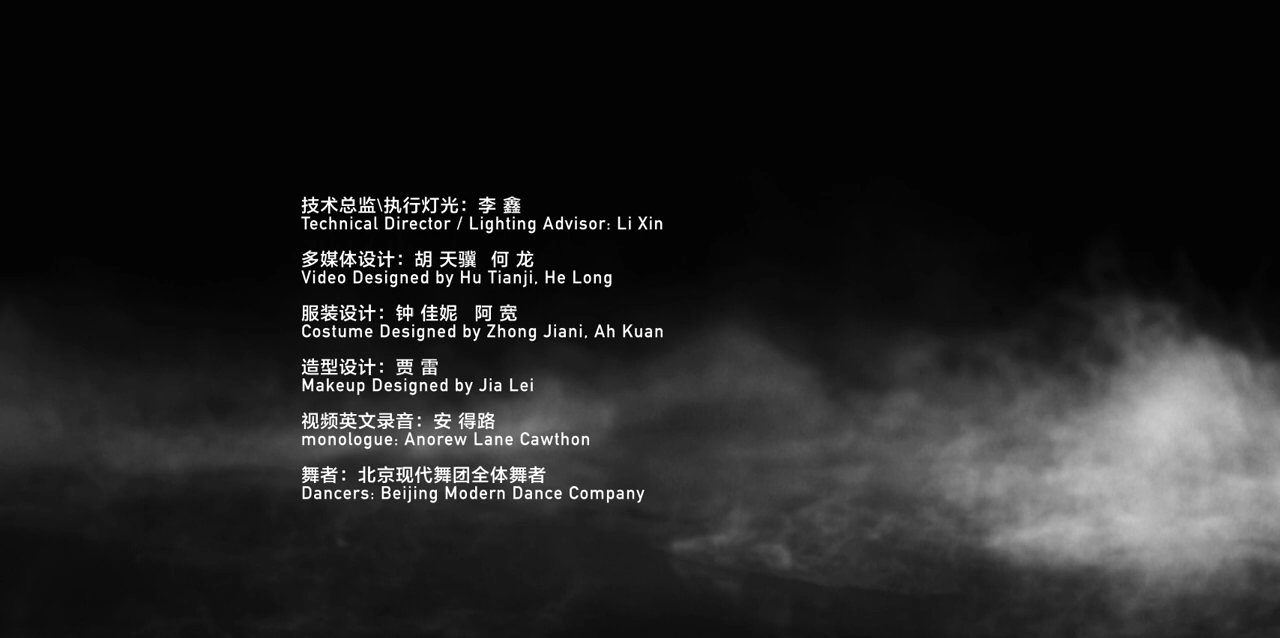 技术总监\执行灯光：李 鑫
Technical Director / Lighting Advisor: Li Xin
多媒体设计：胡 天骥 何 龙
Video Designed by Hu Tianji, He Long
服装设计：钟 佳妮 阿 宽
Costume Designed by Zhong Jiani, Ah Kuan
造型设计：贾 雷
Makeup Designed by Jia Lei
视频英文录音：安 得路
monologue: Anorew Lane Cawthon
舞者：北京现代舞团全体舞者
Dancers: Beijing Modern Dance Company